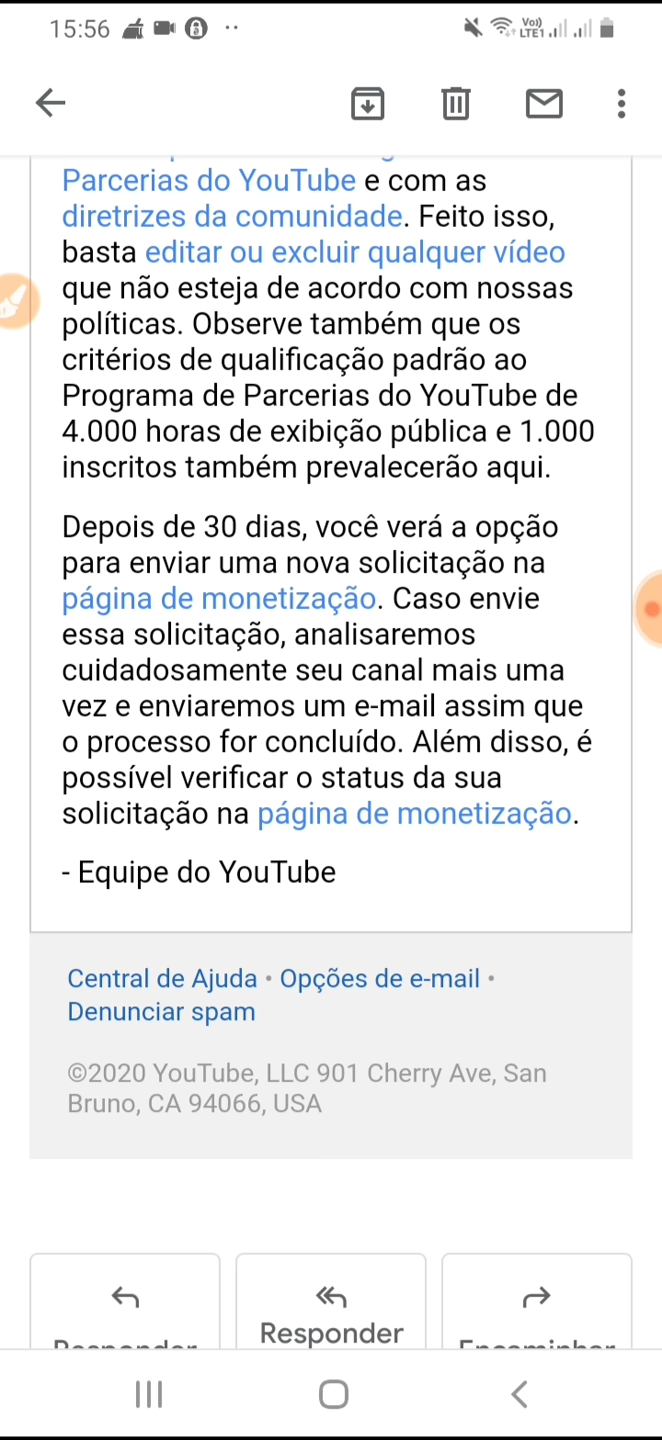 15:56
Vo))
LTE1
Parcerias do YouTube e com as
diretrizes da comunidade. Feito isso,
basta editar ou excluir qualquer vídeo
que não esteja de acordo com nossas
políticas. Observe também que os
critérios de qualificação padrão ao
Programa de Parcerias do YouTube de
4.000 horas de exibição pública e 1.000
inscritos também prevalecerão aqui.
Depois de 30 dias, você verá a opção
para enviar uma nova solicitação na
página de monetização. Caso envie
essa solicitação, analisaremos
cuidadosamente seu canal mais uma
vez e enviaremos um e-mail assim que
o processo for concluído. Além disso, é
possível verificar o status da sua
solicitação na página de monetização.
- Equipe do YouTube
Central de Ajuda • Opções de e-mail •
Denunciar spam
©2020 YouTube, LLC 901 Cherry Ave, San
Bruno, CA 94066, USA
Responder Responder Encaminhar